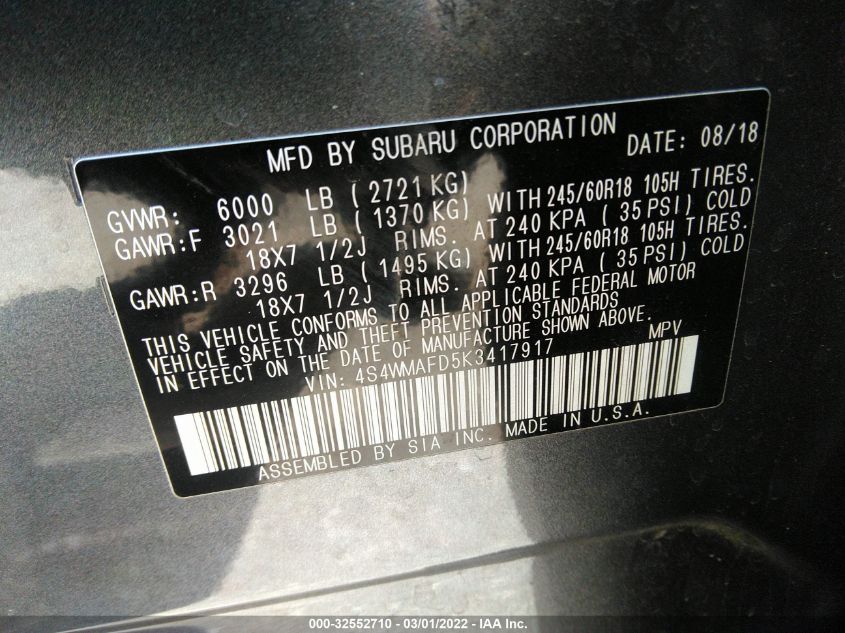 MFD BY SUBARU CORPORATION DATE: 08/18
GVWR: 6000 LB ( 2721 KG)
GAWR:F 3021 LB ( 1370 KG) WITH 245/60R18 105H TIRES.
18X7 1/2J RIMS. AT 240 KPA ( 35 PSI) COLD
GAWR:R 3296 LB ( 1495 KG) WITH 245/60R18 105H TIRES.
18X7 1/2J RIMS. AT 240 KPA ( 35 PSI) COLD
THIS VEHICLE CONFORMS TO ALL APPLICABLE FEDERAL MOTOR
VEHICLE SAFETY AND THEFT PREVENTION STANDARDS
IN EFFECT ON THE DATE OF MANUFACTURE SHOWN ABOVE.
VIN: 4S4WMAFD5K3417917 MPV
ASSEMBLED BY SIA INC. MADE IN U.S.A.
000-32552710 - 03/01/2022 - IAA Inc.